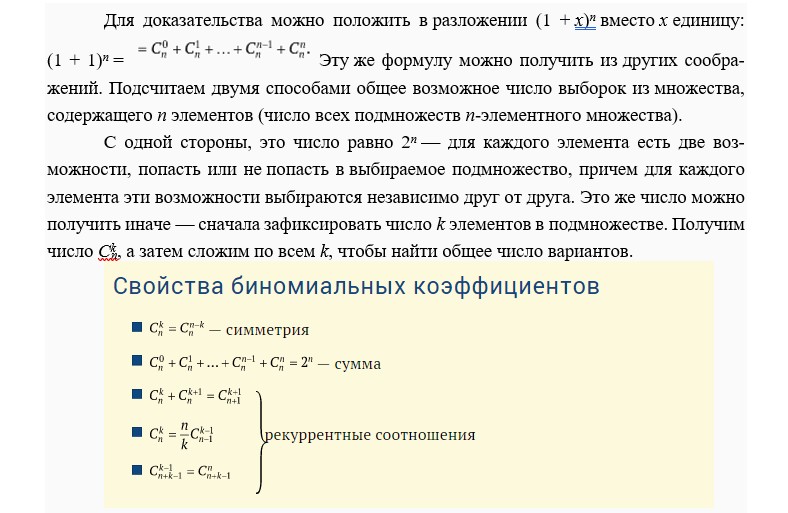 Для доказательства можно положить в разложении (1 + x)ⁿ вместо x единицу:
(1 + 1)ⁿ = = C_n^0 + C_n^1 + … + C_n^{n−1} + C_n^n. Эту же формулу можно получить из других сообра-
жений. Подсчитаем двумя способами общее возможное число выборок из множества,
содержащего n элементов (число всех подмножеств n-элементного множества).
С одной стороны, это число равно 2ⁿ — для каждого элемента есть две воз-
можности, попасть или не попасть в выбираемое подмножество, причем для каждого
элемента эти возможности выбираются независимо друг от друга. Это же число можно
получить иначе — сначала зафиксировать число k элементов в подмножестве. Получим
число C_n^k, а затем сложим по всем k, чтобы найти общее число вариантов.
Свойства биномиальных коэффициентов
C_n^k = C_n^{n−k} — симметрия
C_n^0 + C_n^1 + … + C_n^{n−1} + C_n^n = 2^n — сумма
C_n^k + C_n^{k+1} = C_{n+1}^{k+1}
C_n^k = n/k C_{n−1}^{k−1}
рекуррентные соотношения
C_{n+k−1}^{k−1} = C_{n+k−1}^n